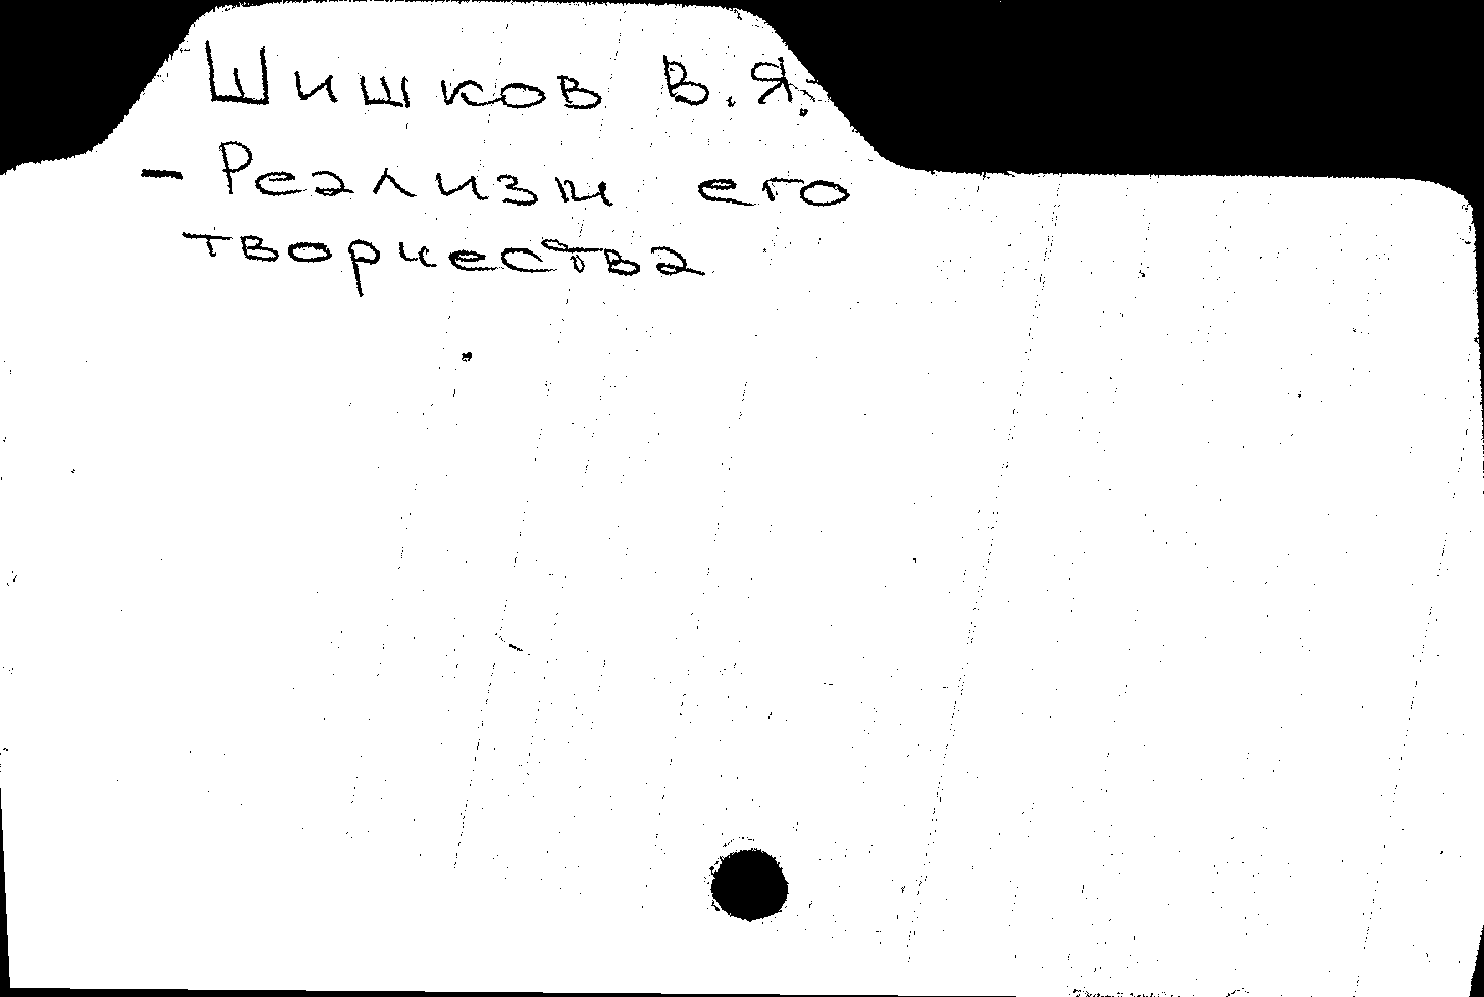 Шишков В.Я.
- Реализм его
творчества